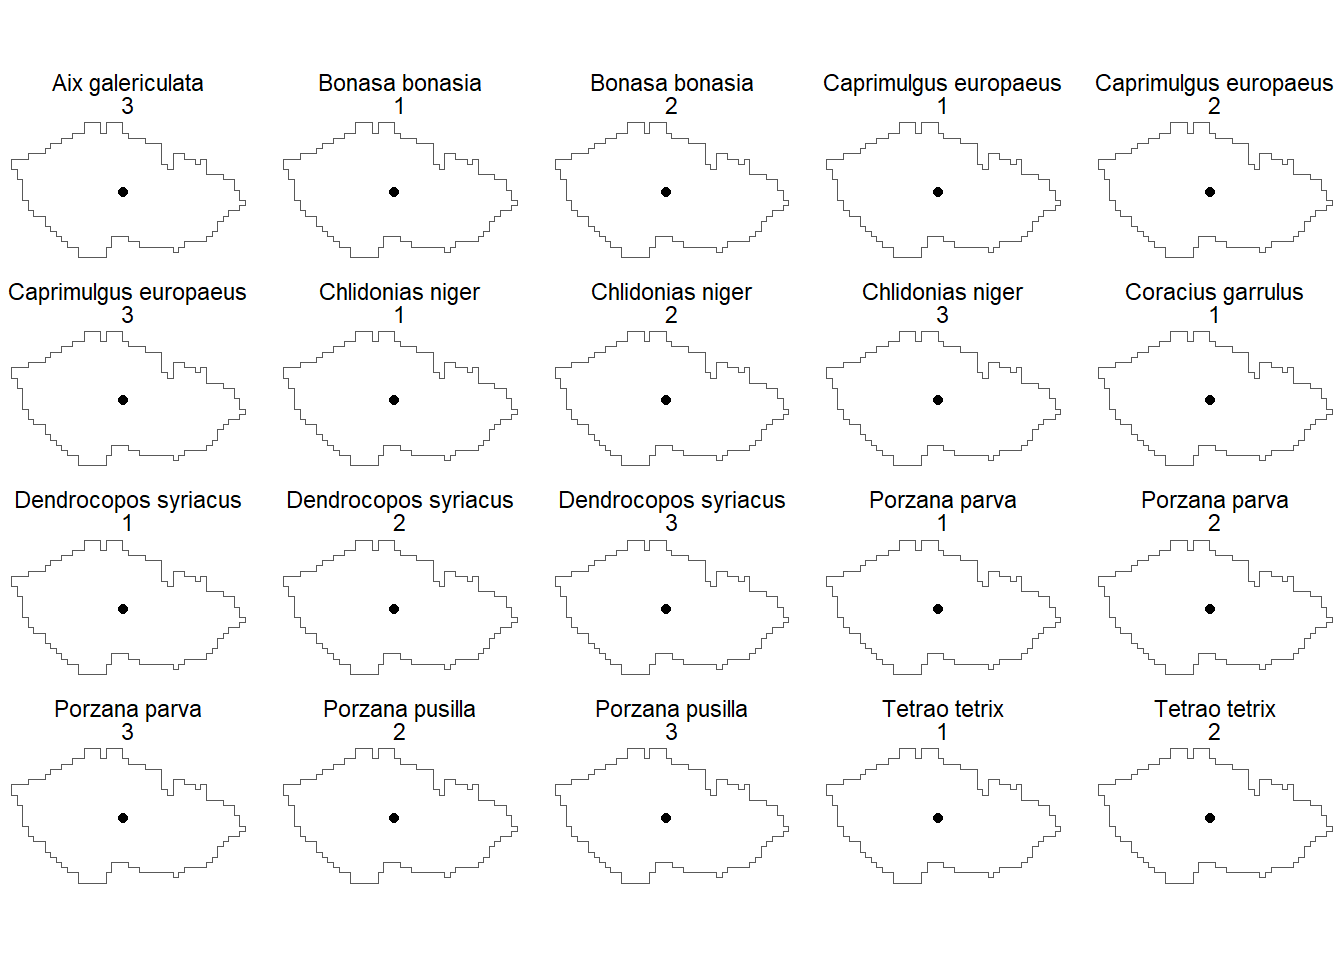 Aix galericulata
3
Bonasa bonasia
1
Bonasa bonasia
2
Caprimulgus europaeus
1
Caprimulgus europaeus
2
Caprimulgus europaeus
3
Chlidonias niger
1
Chlidonias niger
2
Chlidonias niger
3
Coracius garrulus
1
Dendrocopos syriacus
1
Dendrocopos syriacus
2
Dendrocopos syriacus
3
Porzana parva
1
Porzana parva
2
Porzana parva
3
Porzana pusilla
2
Porzana pusilla
3
Tetrao tetrix
1
Tetrao tetrix
2